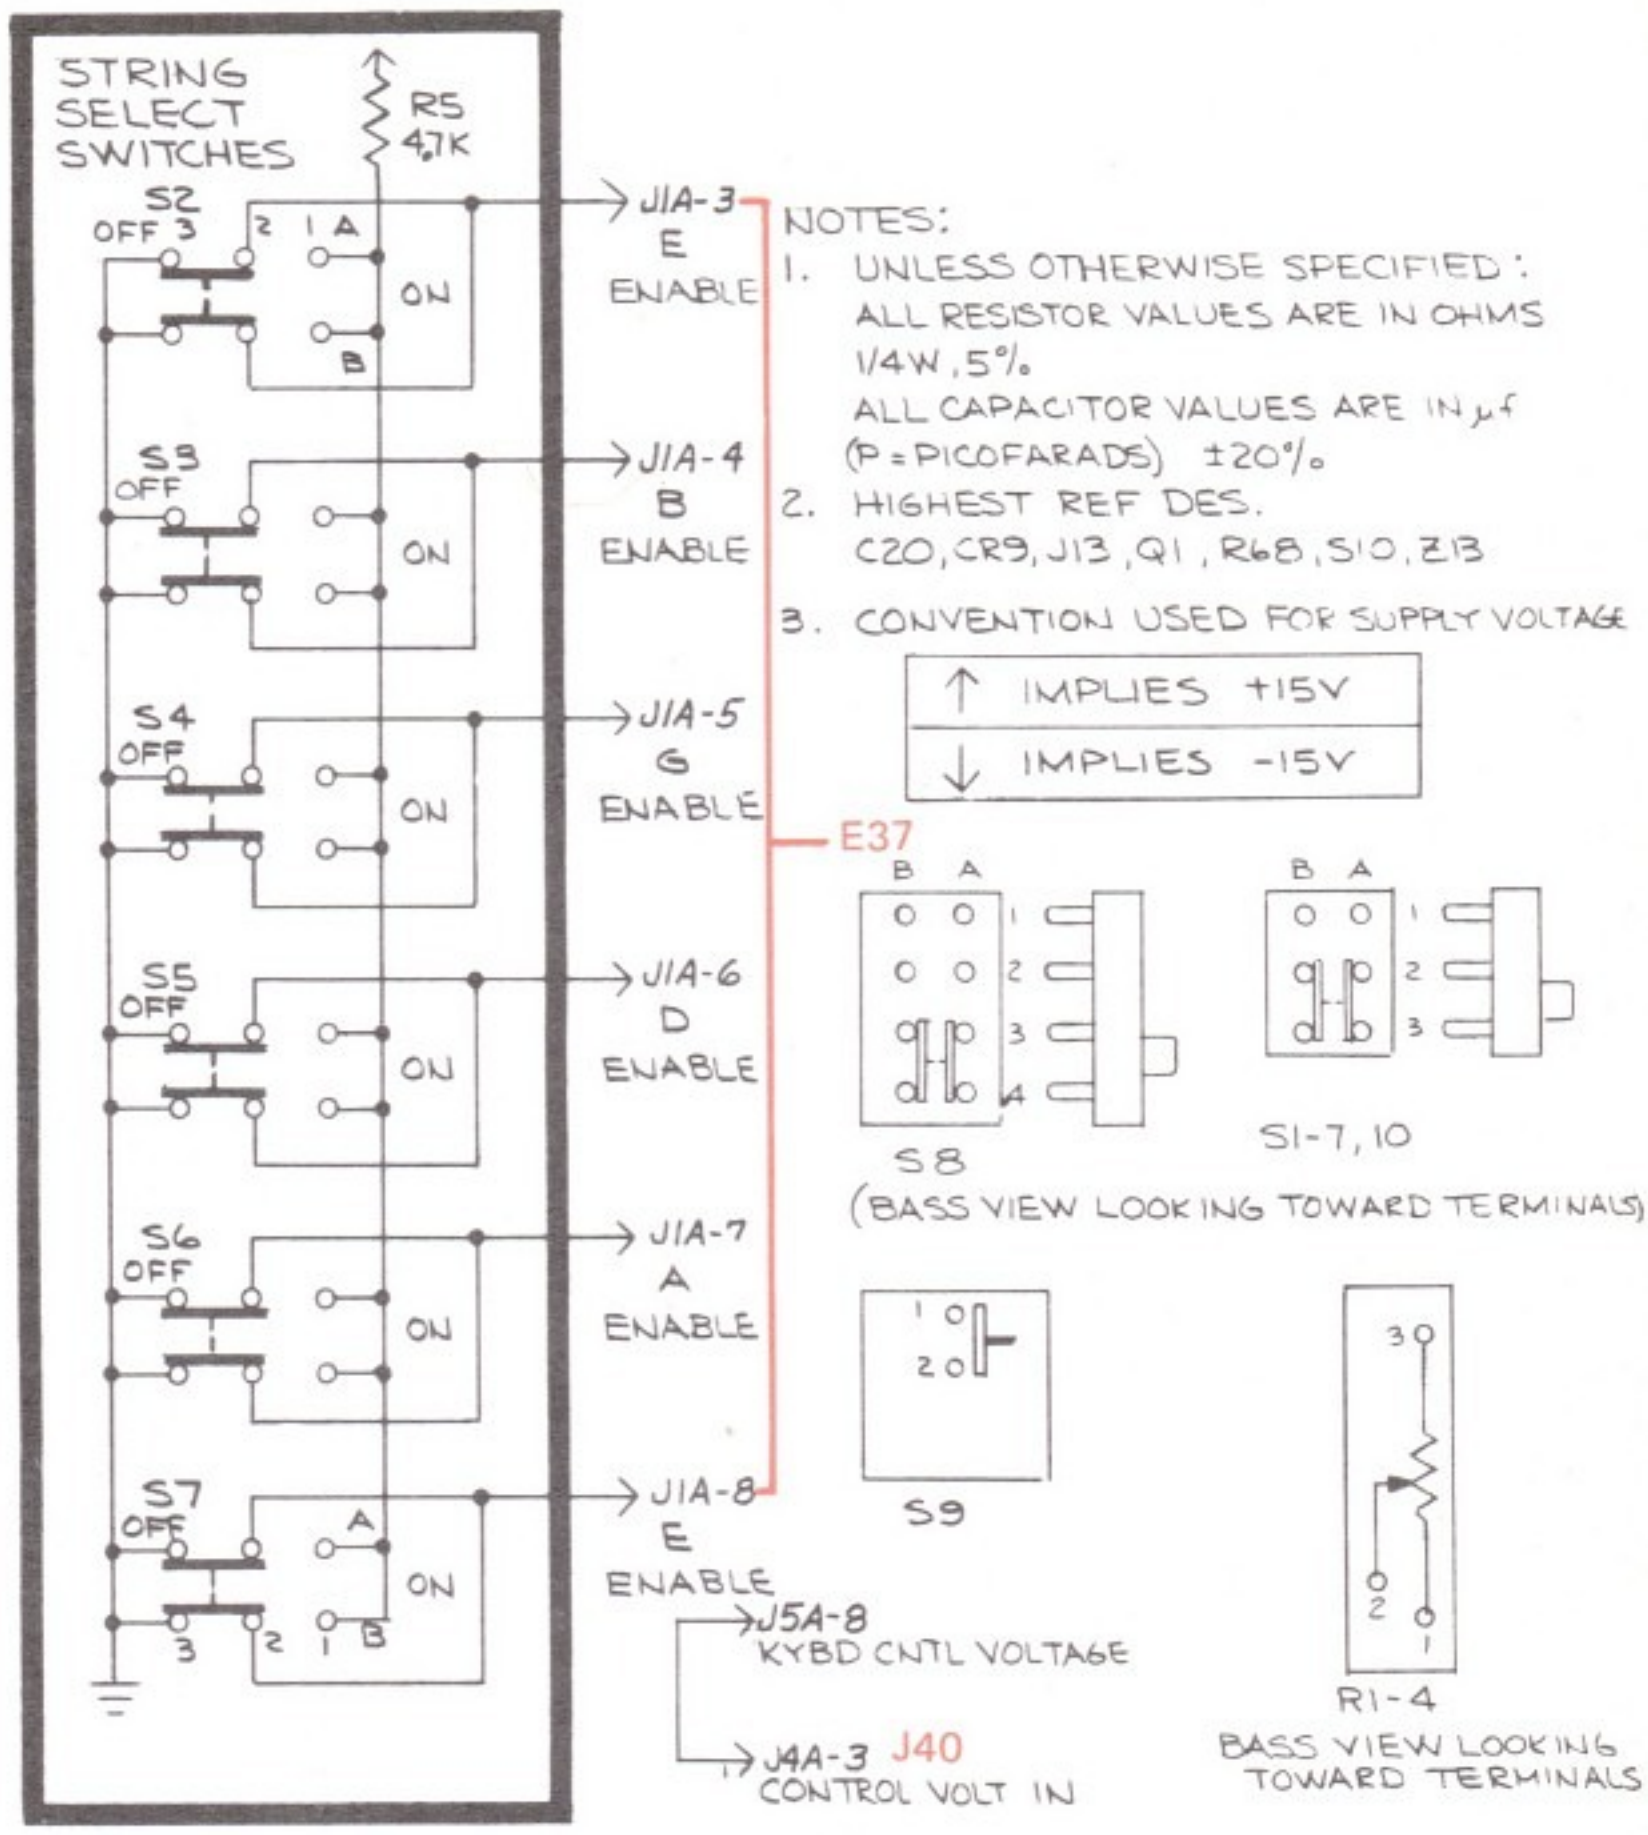 STRING
SELECT
SWITCHES
R5
4.7K
S2
OFF 3 2 1 A
ON
B
J1A-3
E
ENABLE
S3
OFF
ON
J1A-4
B
ENABLE
S4
OFF
ON
J1A-5
G
ENABLE
S5
OFF
ON
J1A-6
D
ENABLE
S6
OFF
ON
J1A-7
A
ENABLE
S7
OFF
A
ON
3 2 1 B
J1A-8
E
ENABLE
E37
J5A-8
KYBD CNTL VOLTAGE
J4A-3 J40
CONTROL VOLT IN
NOTES:
1. UNLESS OTHERWISE SPECIFIED:
ALL RESISTOR VALUES ARE IN OHMS
1/4W, 5%
ALL CAPACITOR VALUES ARE IN μf
(P = PICOFARADS) ±20%
2. HIGHEST REF DES.
C20, CR9, J13, Q1, R68, S10, Z13
3. CONVENTION USED FOR SUPPLY VOLTAGE
↑ IMPLIES +15V
↓ IMPLIES -15V
B A
1
2
3
4
S8
B A
1
2
3
S1-7, 10
(BASS VIEW LOOKING TOWARD TERMINALS)
1
2
S9
3
2
1
R1-4
BASS VIEW LOOKING
TOWARD TERMINALS